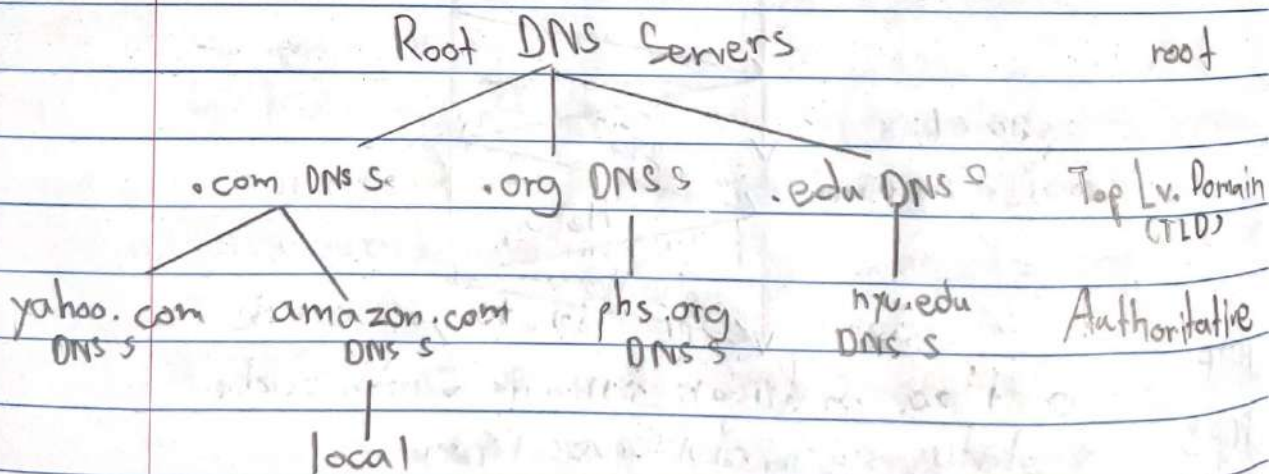 Root DNS Servers root
.com DNS S. .org DNS s .edu DNS s Top Lv. Domain
(TLD)
yahoo.com amazon.com phs.org nyu.edu Authoritative
DNS s DNS s DNS s DNS s
local